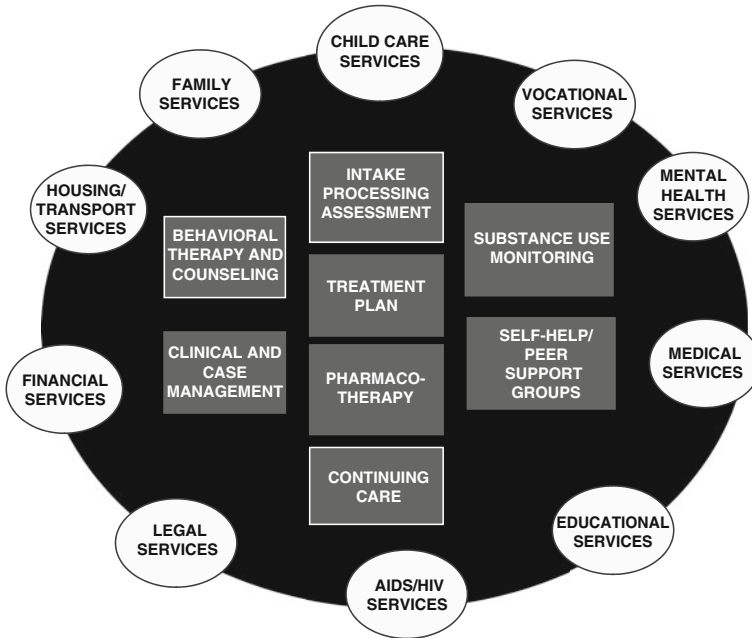 CHILD CARE
SERVICES
FAMILY
SERVICES
VOCATIONAL
SERVICES
HOUSING/
TRANSPORT
SERVICES
MENTAL
HEALTH
SERVICES
INTAKE
PROCESSING
ASSESSMENT
BEHAVIORAL
THERAPY AND
COUNSELING
SUBSTANCE USE
MONITORING
TREATMENT
PLAN
CLINICAL AND
CASE
MANAGEMENT
PHARMACO-
THERAPY
SELF-HELP/
PEER
SUPPORT
GROUPS
FINANCIAL
SERVICES
MEDICAL
SERVICES
CONTINUING
CARE
LEGAL
SERVICES
EDUCATIONAL
SERVICES
AIDS/HIV
SERVICES